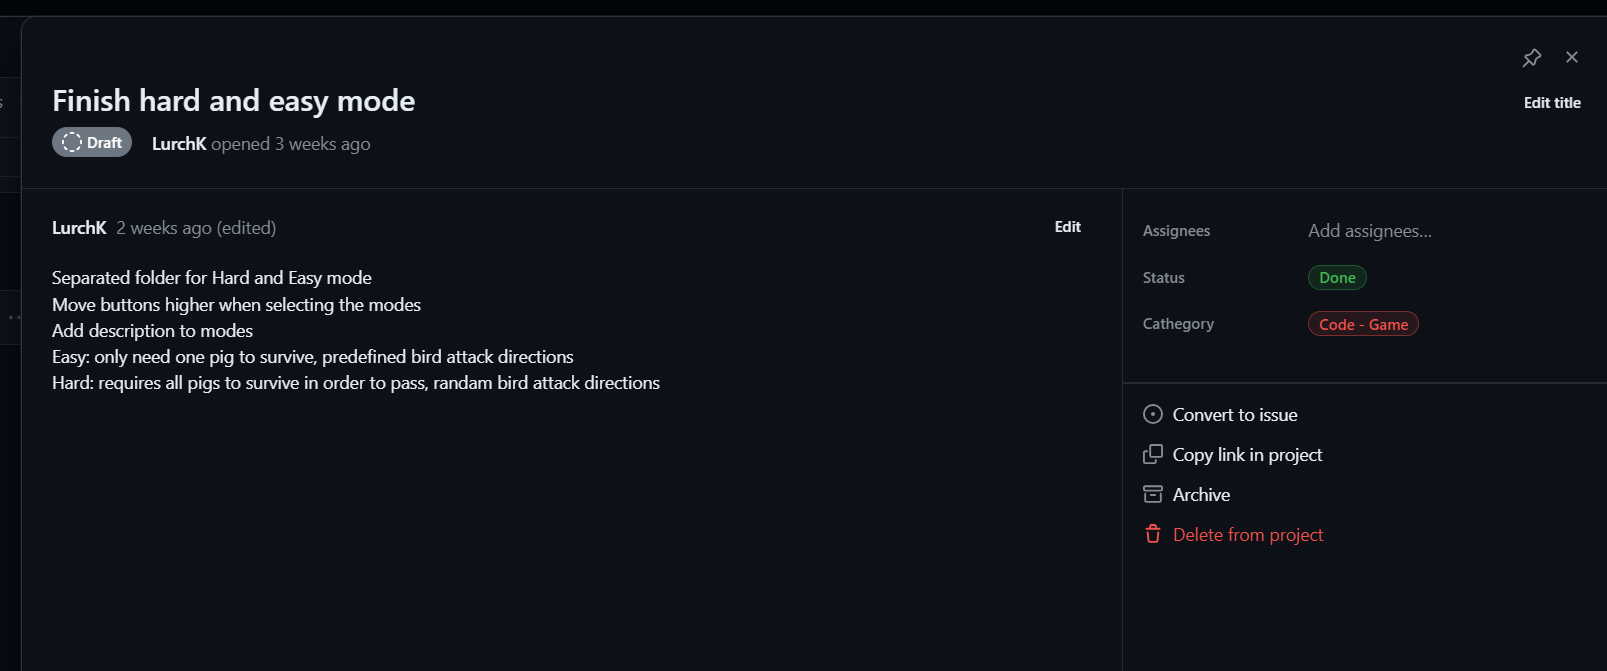 Finish hard and easy mode
Edit title
Draft
LurchK opened 3 weeks ago
LurchK 2 weeks ago (edited)
Edit
Separated folder for Hard and Easy mode
Move buttons higher when selecting the modes
Add description to modes
Easy: only need one pig to survive, predefined bird attack directions
Hard: requires all pigs to survive in order to pass, randam bird attack directions
Assignees
Add assignees...
Status
Done
Cathegory
Code - Game
Convert to issue
Copy link in project
Archive
Delete from project